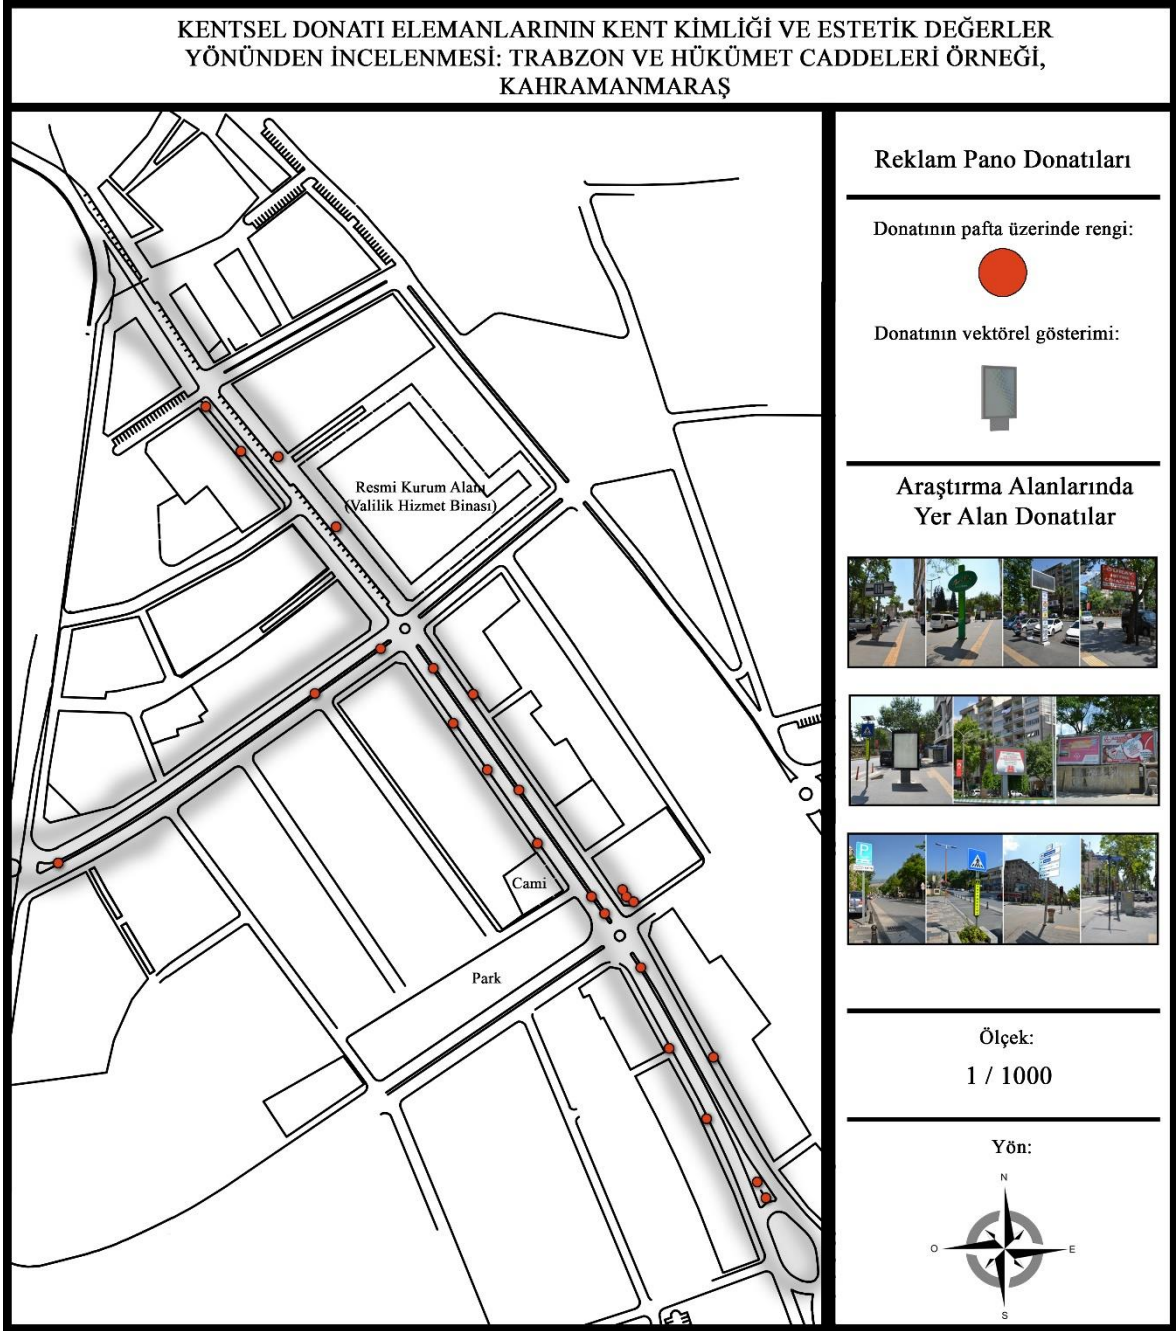 KENTSEL DONATI ELEMANLARININ KENT KİMLİĞİ VE ESTETİK DEĞERLER
YÖNÜNDEN İNCELENMESİ: TRABZON VE HÜKÜMET CADDELERİ ÖRNEĞİ,
KAHRAMANMARAŞ
Resmi Kurum Alanı
(Valilik Hizmet Binası)
Cami
Park
Reklam Pano Donatıları
Donatının pafta üzerinde rengi:
Donatının vektörel gösterimi:
Araştırma Alanlarında
Yer Alan Donatılar
P
Ölçek:
1 / 1000
Yön:
N
O
E
S